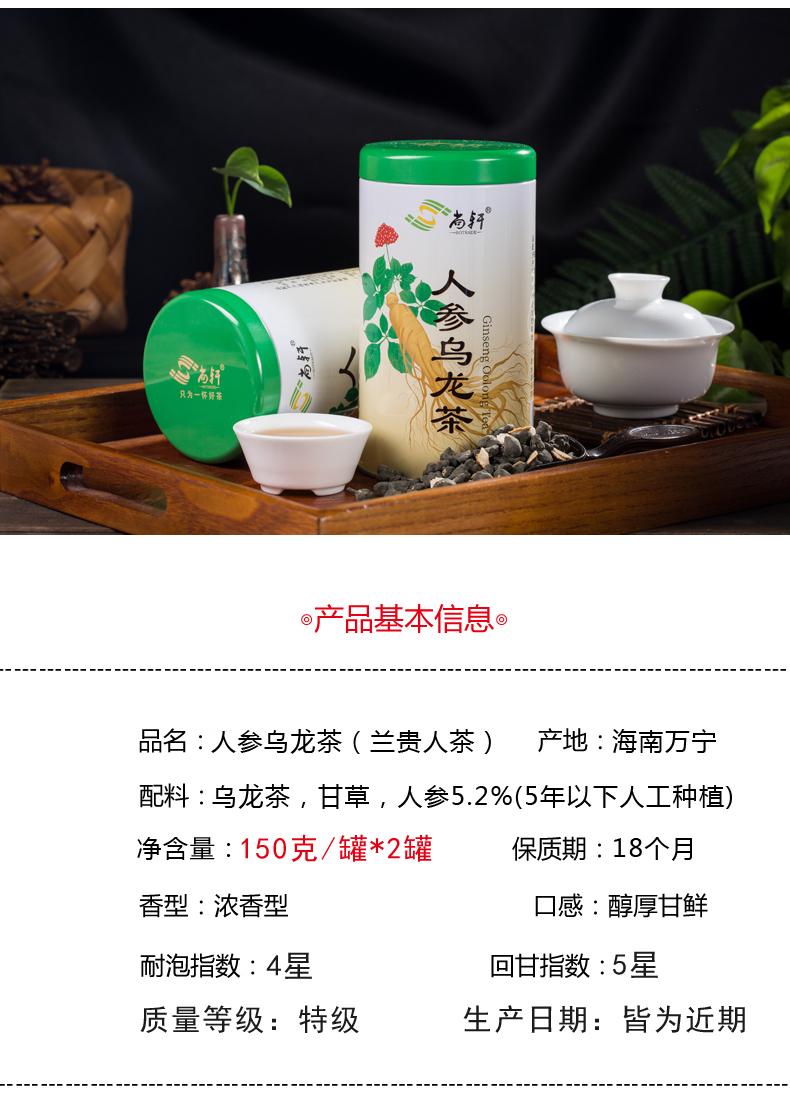 尚轩®
人参乌龙茶
Ginseng Oolong Tea
尚轩
只为一杯好茶
尚轩
人
◎产品基本信息◎
品名：人参乌龙茶（兰贵人茶） 产地：海南万宁
配料：乌龙茶，甘草，人参5.2%(5年以下人工种植)
净含量：150克/罐*2罐 保质期：18个月
香型：浓香型 口感：醇厚甘鲜
耐泡指数：4星 回甘指数：5星
质量等级：特级 生产日期：皆为近期